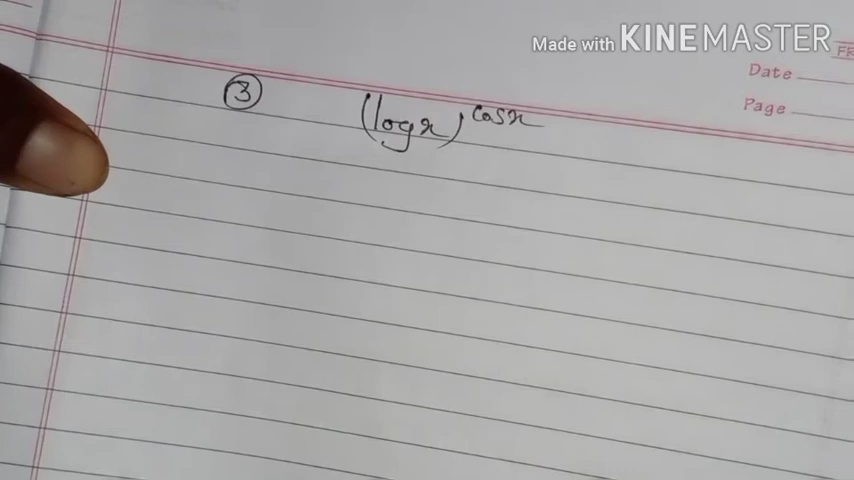 Made with KINEMASTER
Date
Page
③ (log x)^cos x